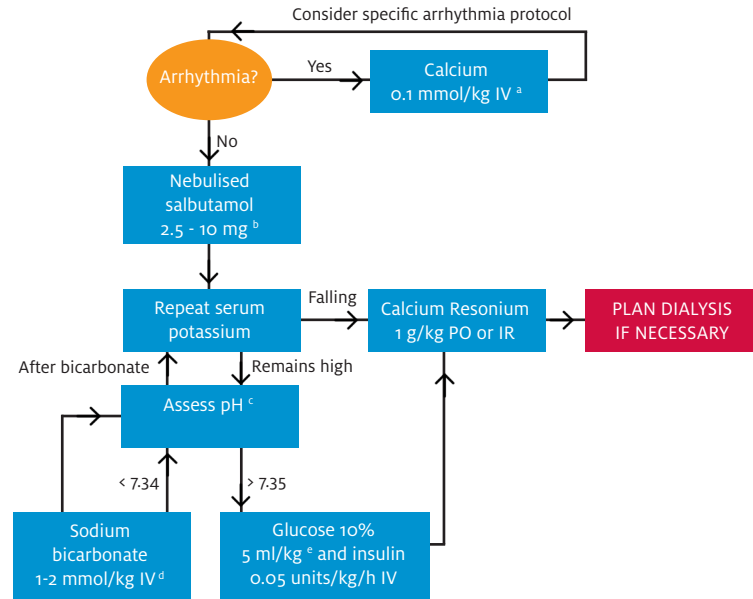 Consider specific arrhythmia protocol
Arrhythmia?
Yes
Calcium
0.1 mmol/kg IV a
No
Nebulised
salbutamol
2.5 - 10 mg b
Repeat serum
potassium
Falling
Calcium Resonium
1 g/kg PO or IR
PLAN DIALYSIS
IF NECESSARY
After bicarbonate
Remains high
Assess pH c
< 7.34
> 7.35
Sodium
bicarbonate
1-2 mmol/kg IV d
Glucose 10%
5 ml/kg e and insulin
0.05 units/kg/h IV